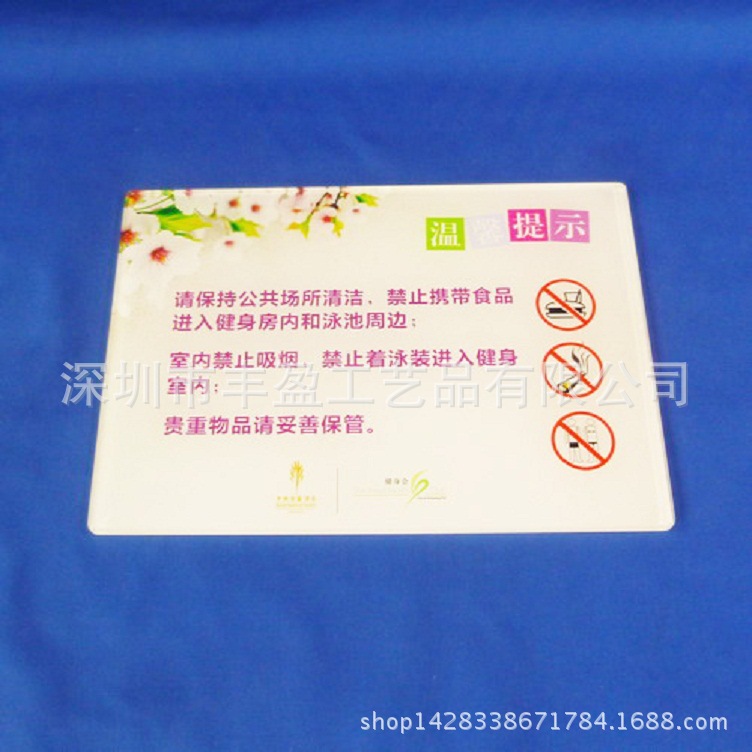 温馨提示
请保持公共场所清洁，禁止携带食品
进入健身房内和泳池周边；
室内禁止吸烟，禁止着泳装进入健身
室内；
深圳市丰盈工艺品有限公司
贵重物品请妥善保管。
健身会
shop1428338671784.1688.com